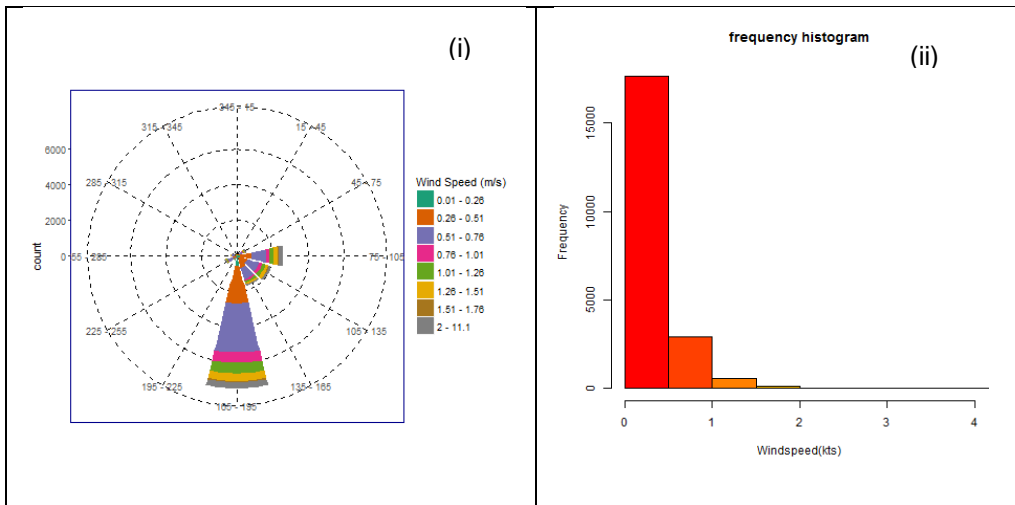 (i)
345 - 15
315 - 345
15 - 45
6000
285 - 315
45 - 75
4000
2000
0
255 - 285
75 - 105
count
225 - 255
105 - 135
195 - 225
135 - 165
165 - 195
Wind Speed (m/s)
0.01 - 0.26
0.26 - 0.51
0.51 - 0.76
0.76 - 1.01
1.01 - 1.26
1.26 - 1.51
1.51 - 1.76
2 - 11.1
frequency histogram
(ii)
Frequency
15000
10000
5000
0
0 1 2 3 4
Windspeed(kts)